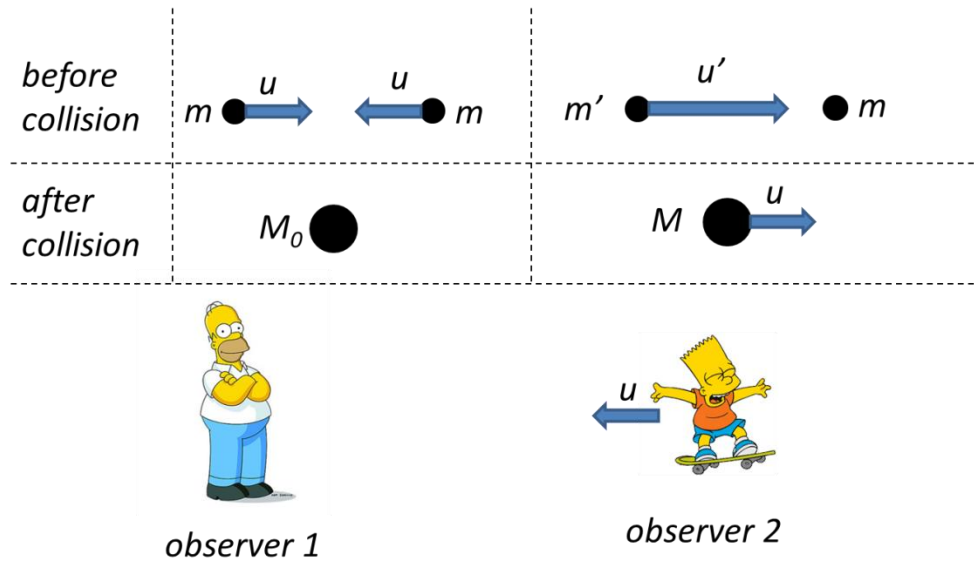 before
collision
m
u
u
m
m'
u'
m
after
collision
M₀
M
u
u
observer 1
observer 2